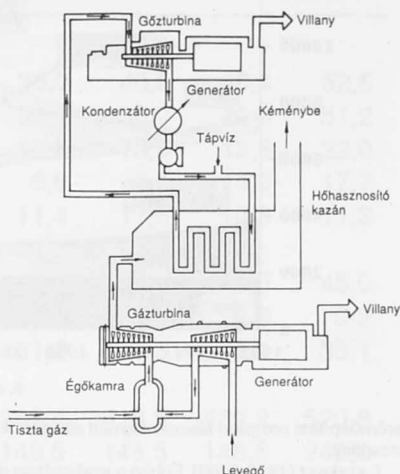 Gőzturbina
Villany
Kondenzátor
Generátor
Kéménybe
Tápvíz
Hőhasznosító
kazán
Gázturbina
Villany
Égőkamra
Generátor
Tiszta gáz
Levegő